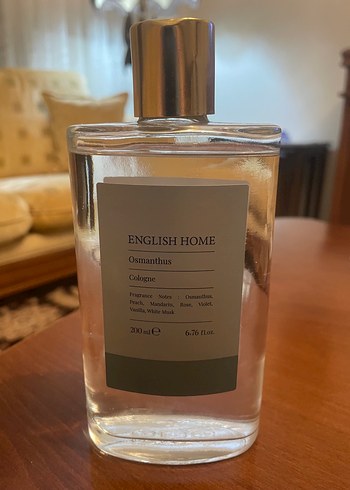 ENGLISH HOME
Osmanthus
Cologne
Fragrance Notes : Osmanthus,
Peach, Mandarin, Rose, Violet,
Vanilla, White Musk
200 ml ℮ 6.76 fl oz.